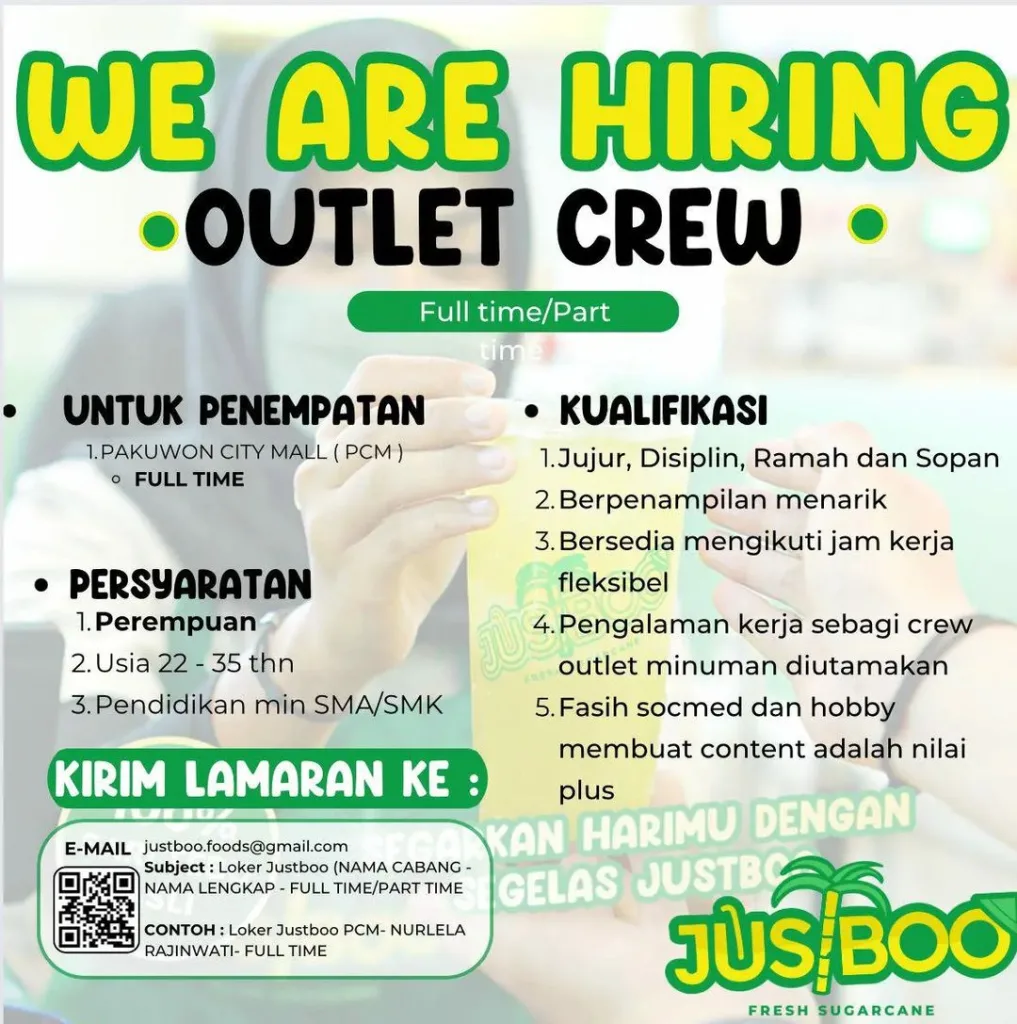 WE ARE HIRING
•OUTLET CREW •
Full time/Part
time
• UNTUK PENEMPATAN
1.PAKUWON CITY MALL ( PCM )
◦ FULL TIME
• PERSYARATAN
1.Perempuan
2.Usia 22 - 35 thn
3.Pendidikan min SMA/SMK
• KUALIFIKASI
1.Jujur, Disiplin, Ramah dan Sopan
2.Berpenampilan menarik
3.Bersedia mengikuti jam kerja
fleksibel
4.Pengalaman kerja sebagi crew
outlet minuman diutamakan
5.Fasih socmed dan hobby
membuat content adalah nilai
plus
KIRIM LAMARAN KE :
E-MAIL justboo.foods@gmail.com
Subject : Loker Justboo (NAMA CABANG -
NAMA LENGKAP - FULL TIME/PART TIME
CONTOH : Loker Justboo PCM- NURLELA
RAJINWATI- FULL TIME
JUSTBOO
100%
HARIMU DENGAN
SEGELAS JUSTBOO
JUSTBOO
FRESH SUGARCANE